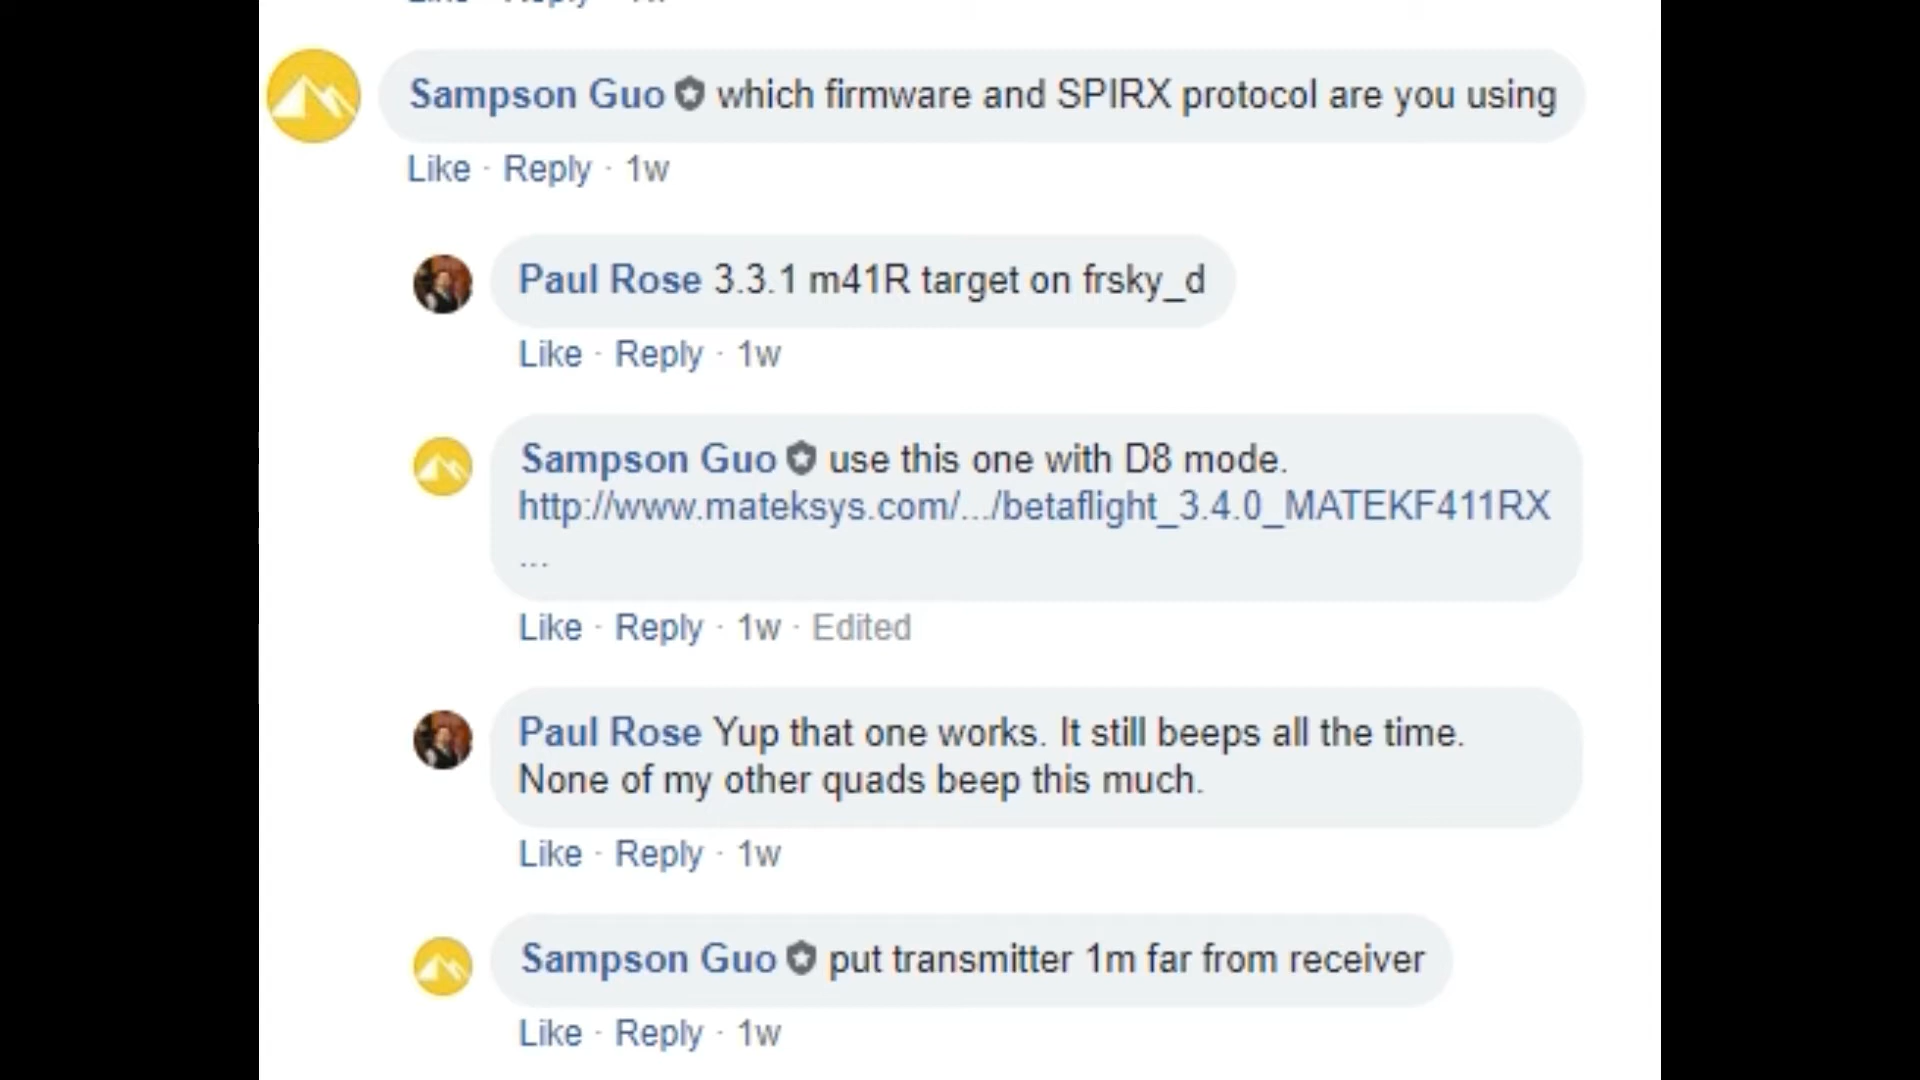 Sampson Guo which firmware and SPIRX protocol are you using
Like · Reply · 1w
Paul Rose 3.3.1 m41R target on frsky_d
Like · Reply · 1w
Sampson Guo use this one with D8 mode.
http://www.mateksys.com/.../betaflight_3.4.0_MATEKF411RX
...
Like · Reply · 1w · Edited
Paul Rose Yup that one works. It still beeps all the time.
None of my other quads beep this much.
Like · Reply · 1w
Sampson Guo put transmitter 1m far from receiver
Like · Reply · 1w